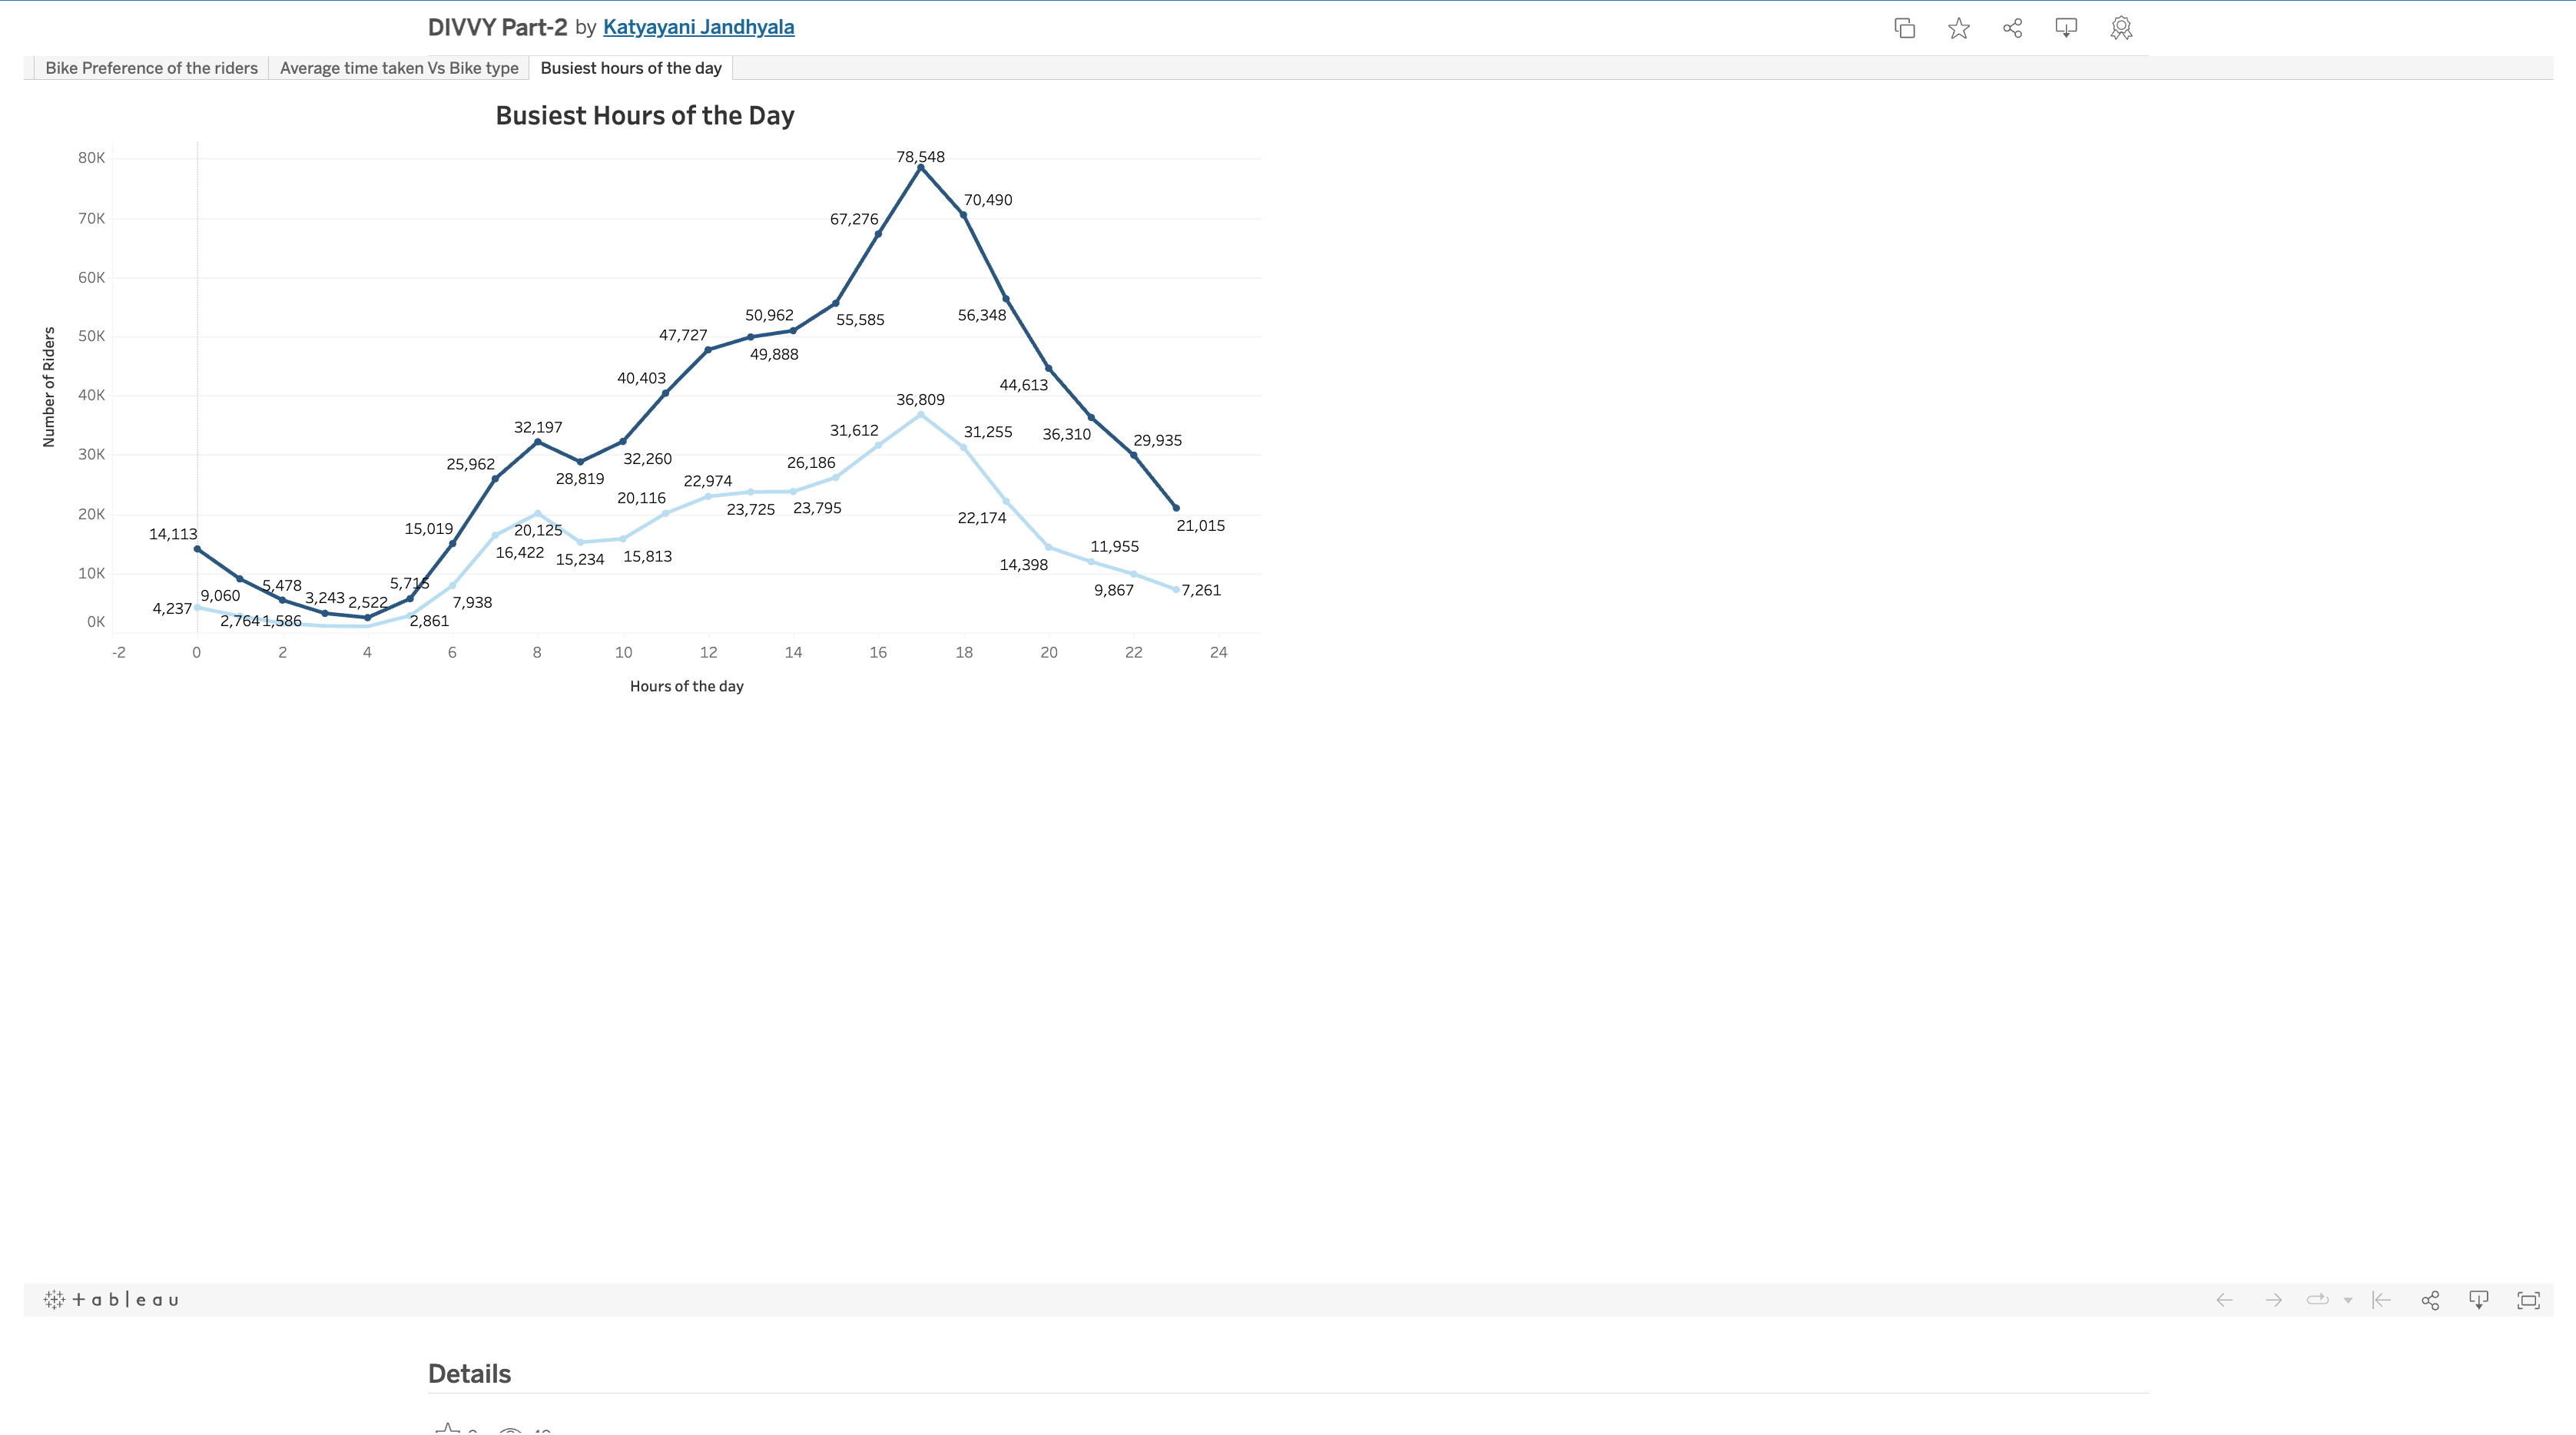 DIVVY Part-2 by Katyayani Jandhyala
Bike Preference of the riders Average time taken Vs Bike type Busiest hours of the day
Busiest Hours of the Day
80K
70K
60K
50K
40K
30K
20K
10K
0K
Number of Riders
78,548
70,490
67,276
50,962
55,585
56,348
47,727
49,888
40,403
44,613
36,809
32,197
31,612
31,255
36,310
29,935
25,962
28,819
32,260
26,186
20,116
22,974
23,725
23,795
22,174
21,015
14,113
15,019
20,125
16,422
15,234
15,813
11,955
14,398
5,478
5,715
9,060
3,243
2,522
7,938
9,867
7,261
4,237
2,764
1,586
2,861
-2 0 2 4 6 8 10 12 14 16 18 20 22 24
Hours of the day
+ableau
Details